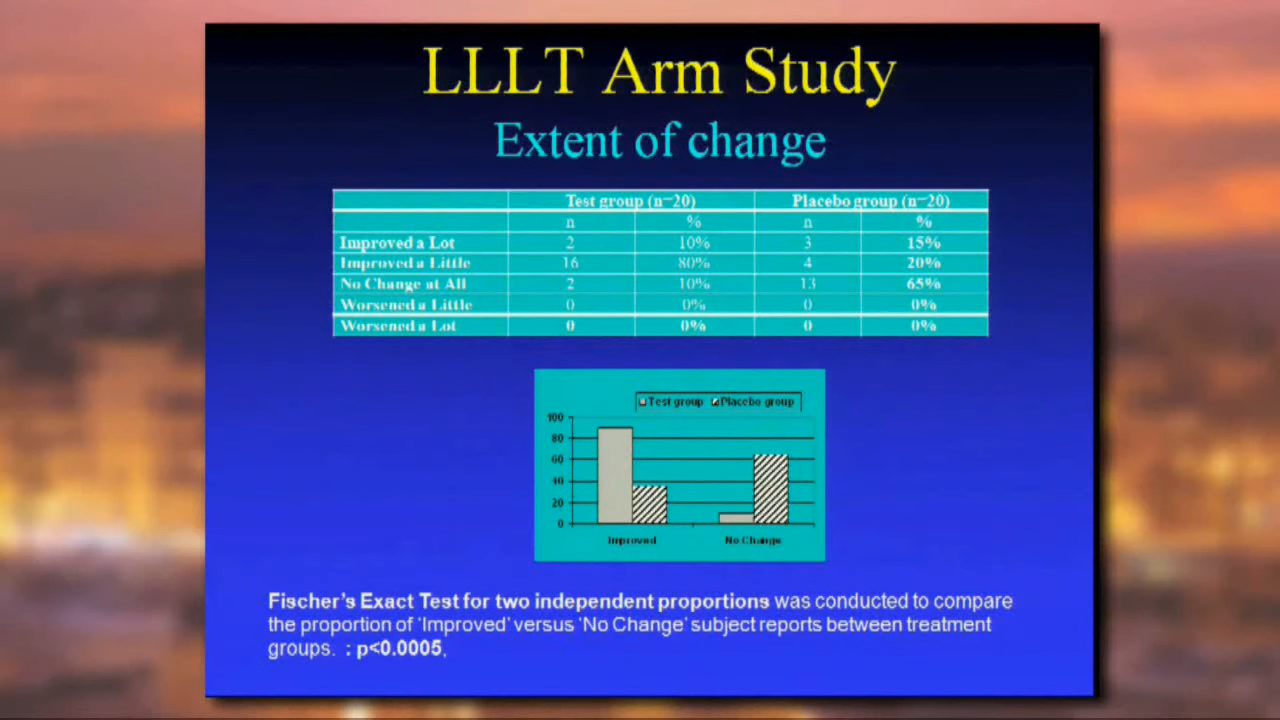 LLLT Arm Study
Extent of change
Test group (n=20) Placebo group (n=20)
n % n %
Improved a Lot 2 10% 3 15%
Improved a Little 16 80% 4 20%
No Change at All 2 10% 13 65%
Worsened a Little 0 0% 0 0%
Worsened a Lot 0 0% 0 0%
Test group Placebo group
100
80
60
40
20
0
Improved No Change
Fischer's Exact Test for two independent proportions was conducted to compare
the proportion of 'Improved' versus 'No Change' subject reports between treatment
groups. : p<0.0005,